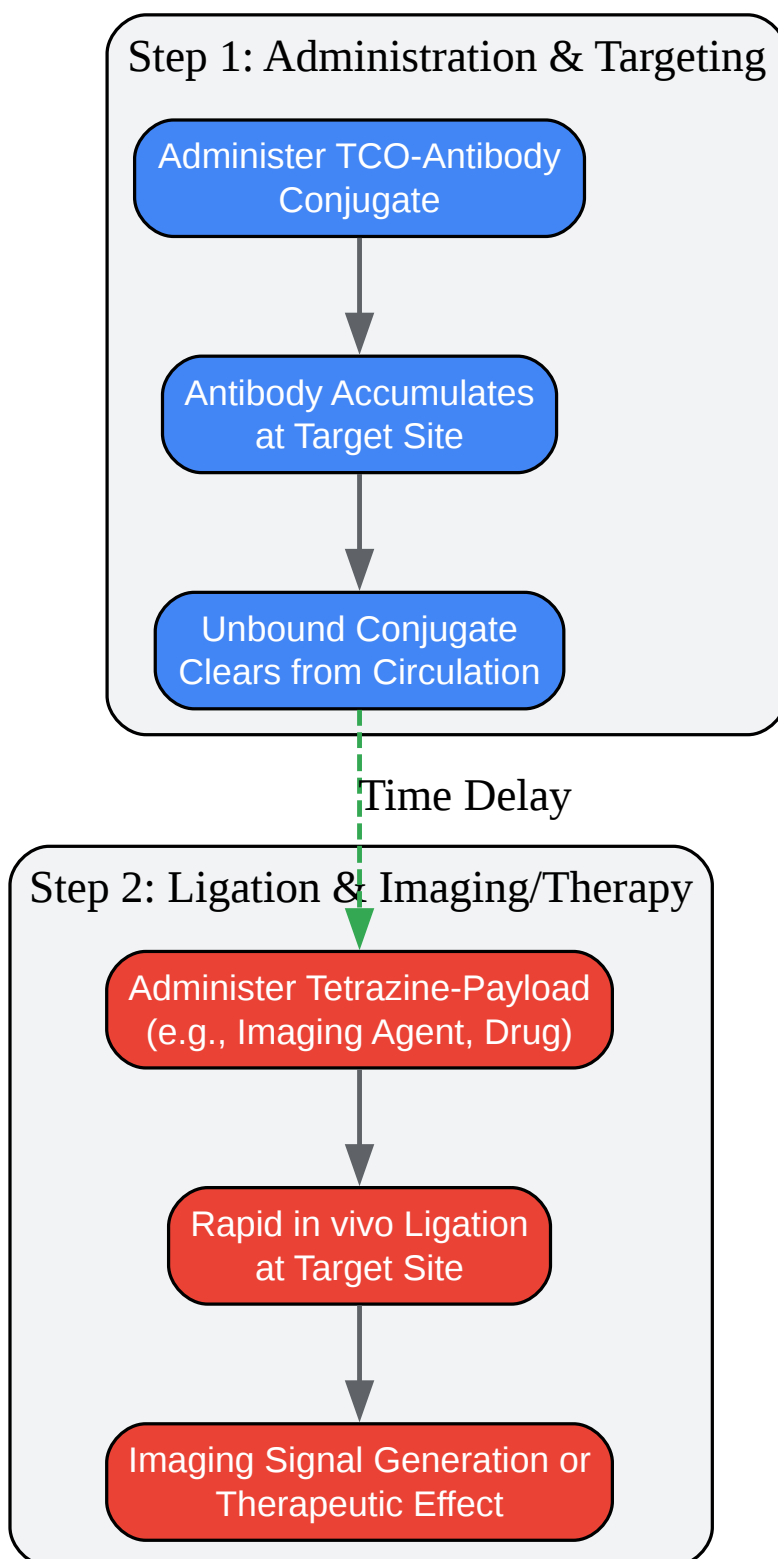 Step 1: Administration & Targeting
Administer TCO-Antibody
Conjugate
Antibody Accumulates
at Target Site
Unbound Conjugate
Clears from Circulation
Time Delay
Step 2: Ligation & Imaging/Therapy
Administer Tetrazine-Payload
(e.g., Imaging Agent, Drug)
Rapid in vivo Ligation
at Target Site
Imaging Signal Generation or
Therapeutic Effect